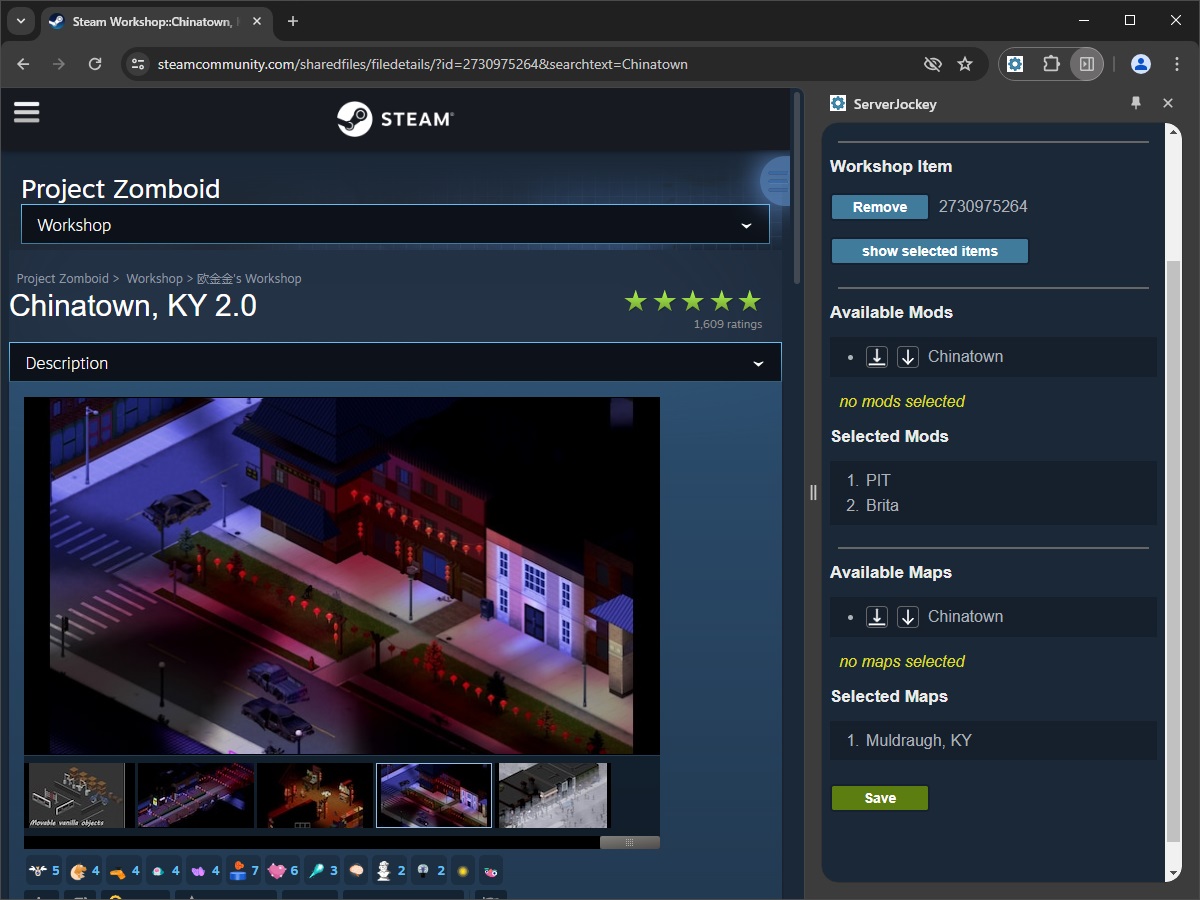 Steam Workshop::Chinatown,
steamcommunity.com/sharedfiles/filedetails/?id=2730975264&searchtext=Chinatown
STEAM
Project Zomboid
Workshop
Project Zomboid > Workshop > 欧金金's Workshop
Chinatown, KY 2.0
1,609 ratings
Description
Movable vanilla objects
5 4 4 4 4 7 6 3 2 2
ServerJockey
Workshop Item
Remove 2730975264
show selected items
Available Mods
• Chinatown
no mods selected
Selected Mods
1. PIT
2. Brita
Available Maps
• Chinatown
no maps selected
Selected Maps
1. Muldraugh, KY
Save